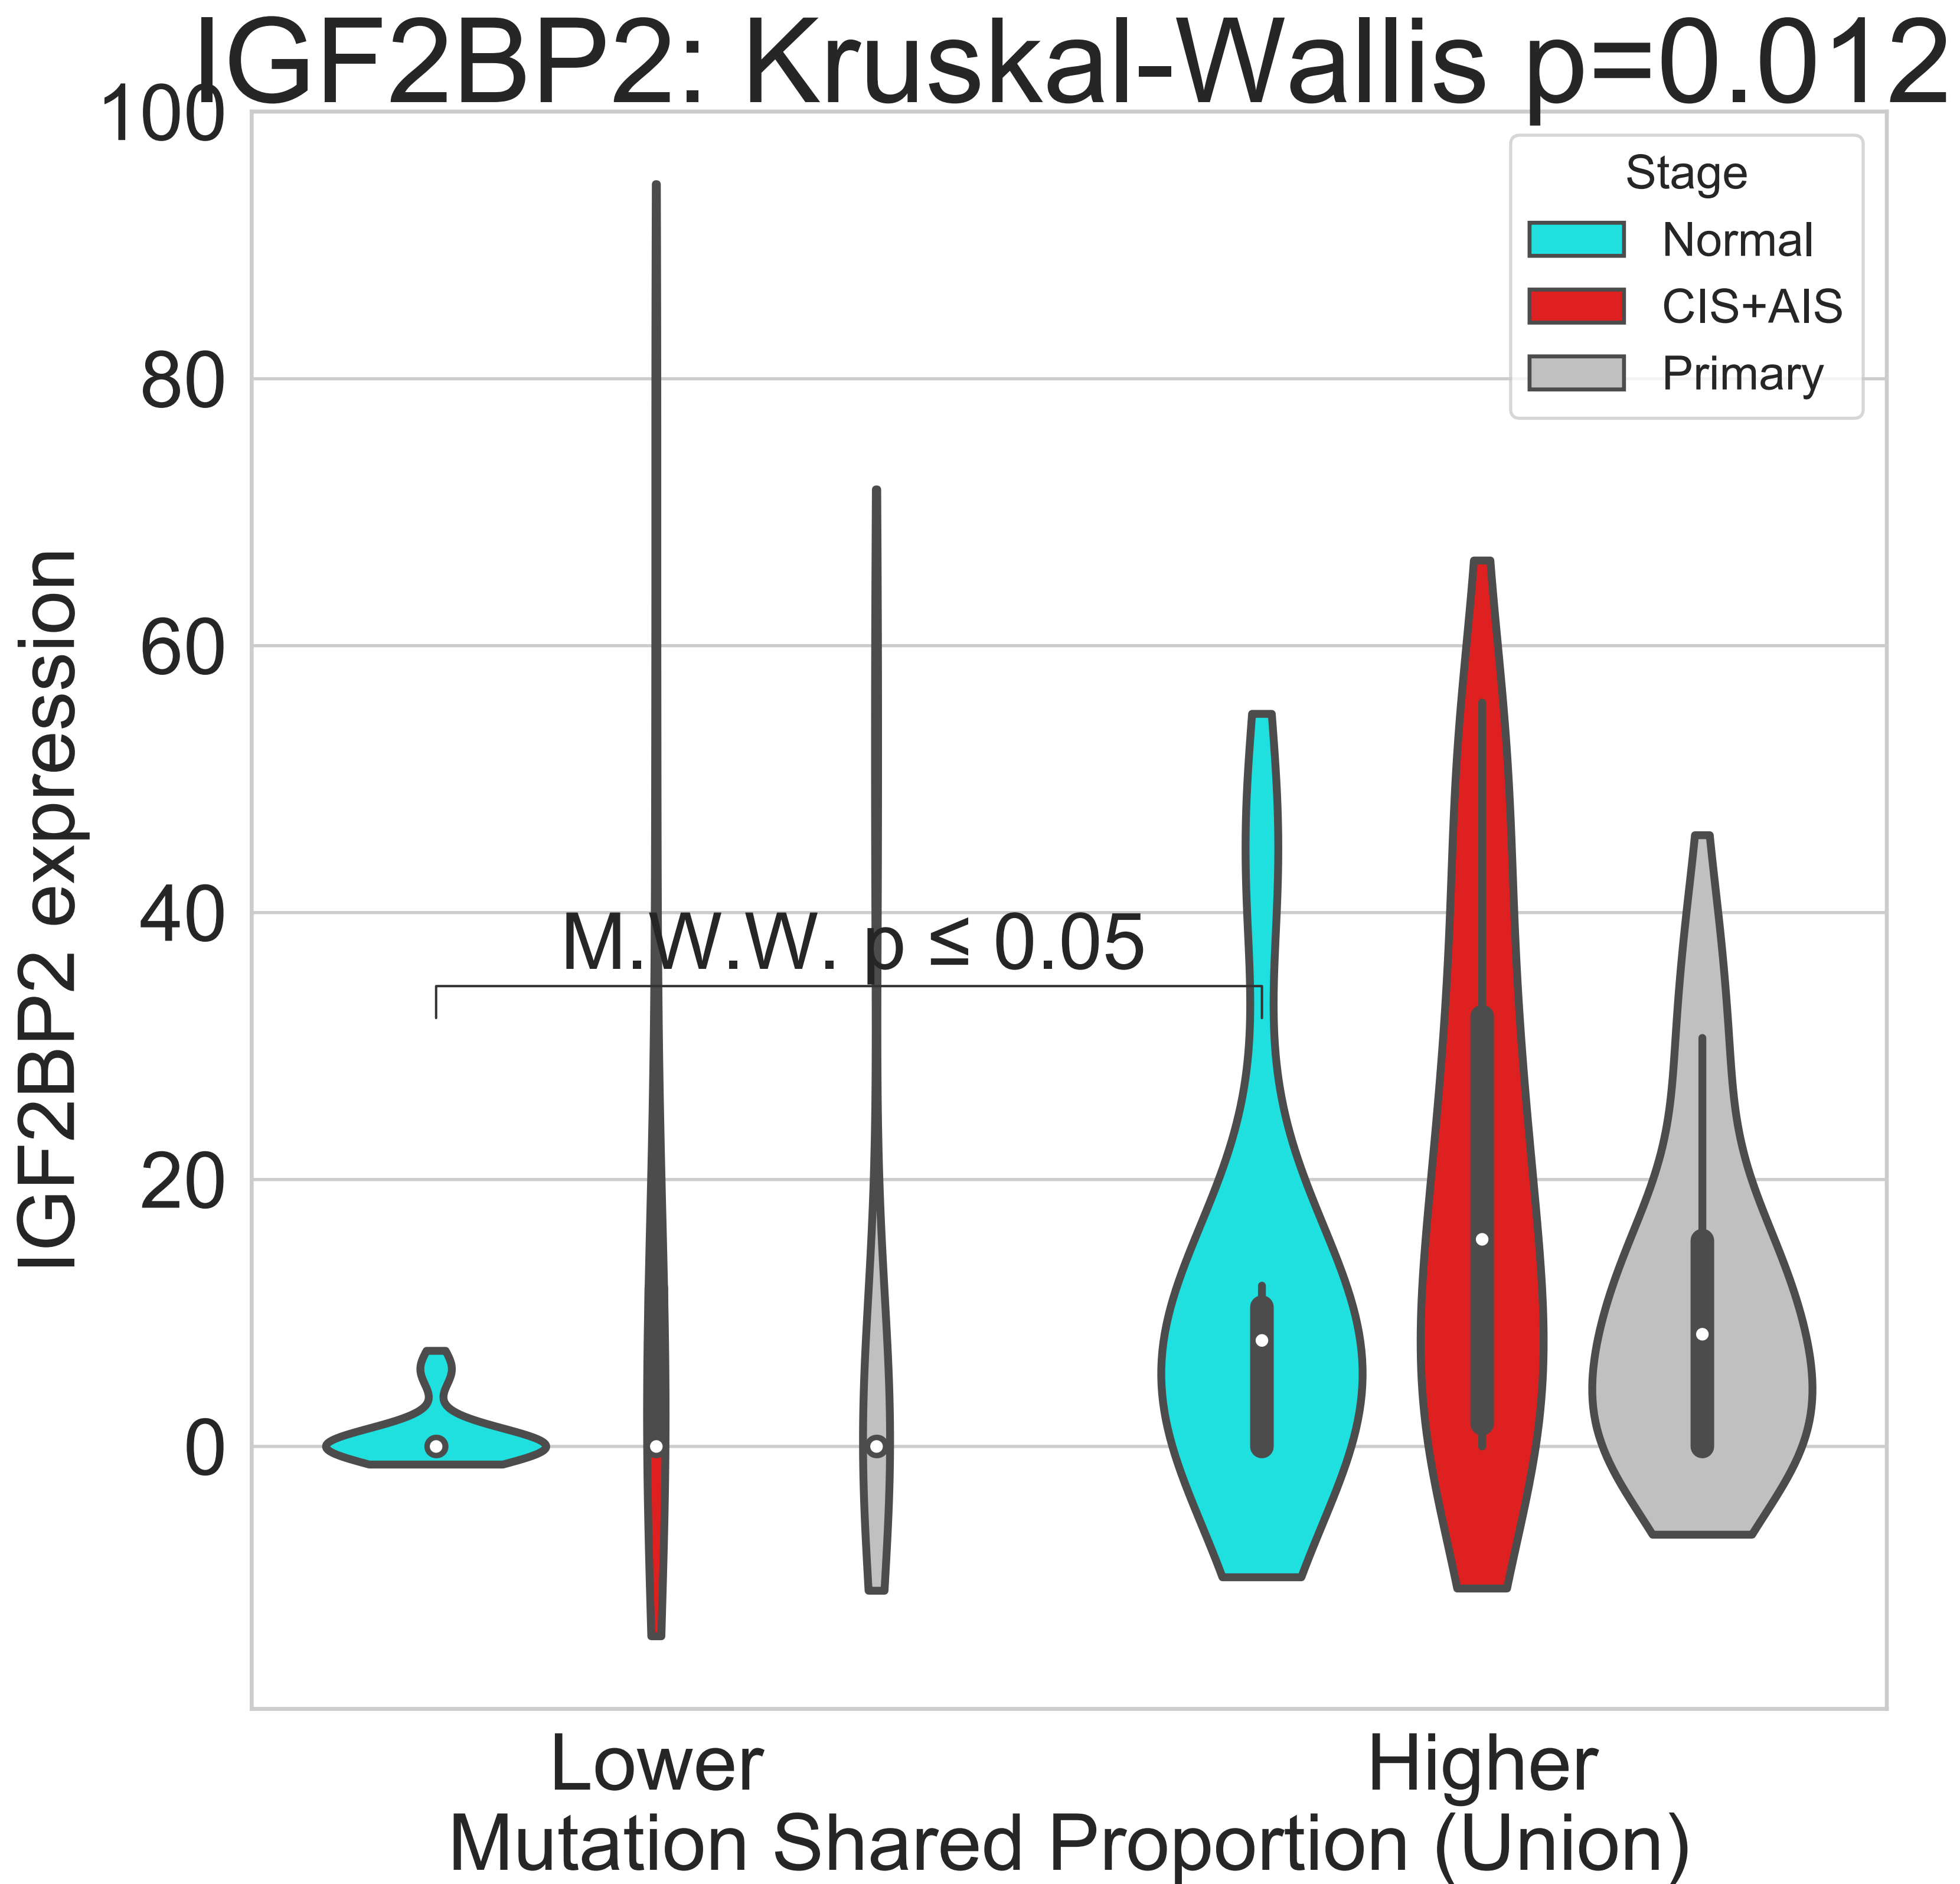 IGF2BP2: Kruskal-Wallis p=0.012
100
80
60
40
20
0
IGF2BP2 expression
Stage
Normal
CIS+AIS
Primary
M.W.W. p ≤ 0.05
Lower
Higher
Mutation Shared Proportion (Union)